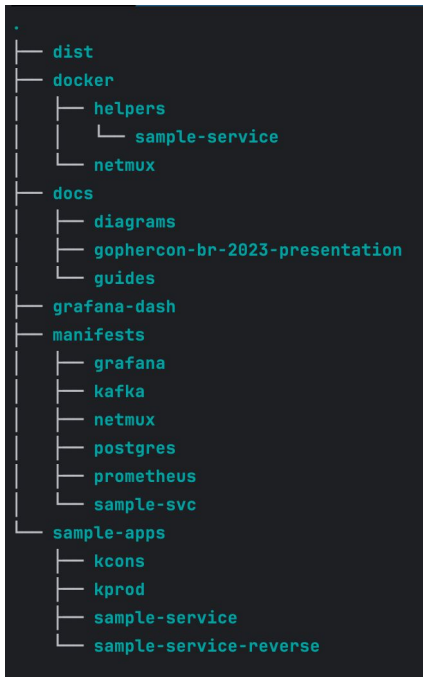 .
├── dist
├── docker
│   ├── helpers
│   │   └── sample-service
│   └── netmux
├── docs
│   ├── diagrams
│   ├── gophercon-br-2023-presentation
│   └── guides
├── grafana-dash
├── manifests
│   ├── grafana
│   ├── kafka
│   ├── netmux
│   ├── postgres
│   ├── prometheus
│   └── sample-svc
└── sample-apps
    ├── kcons
    ├── kprod
    ├── sample-service
    └── sample-service-reverse